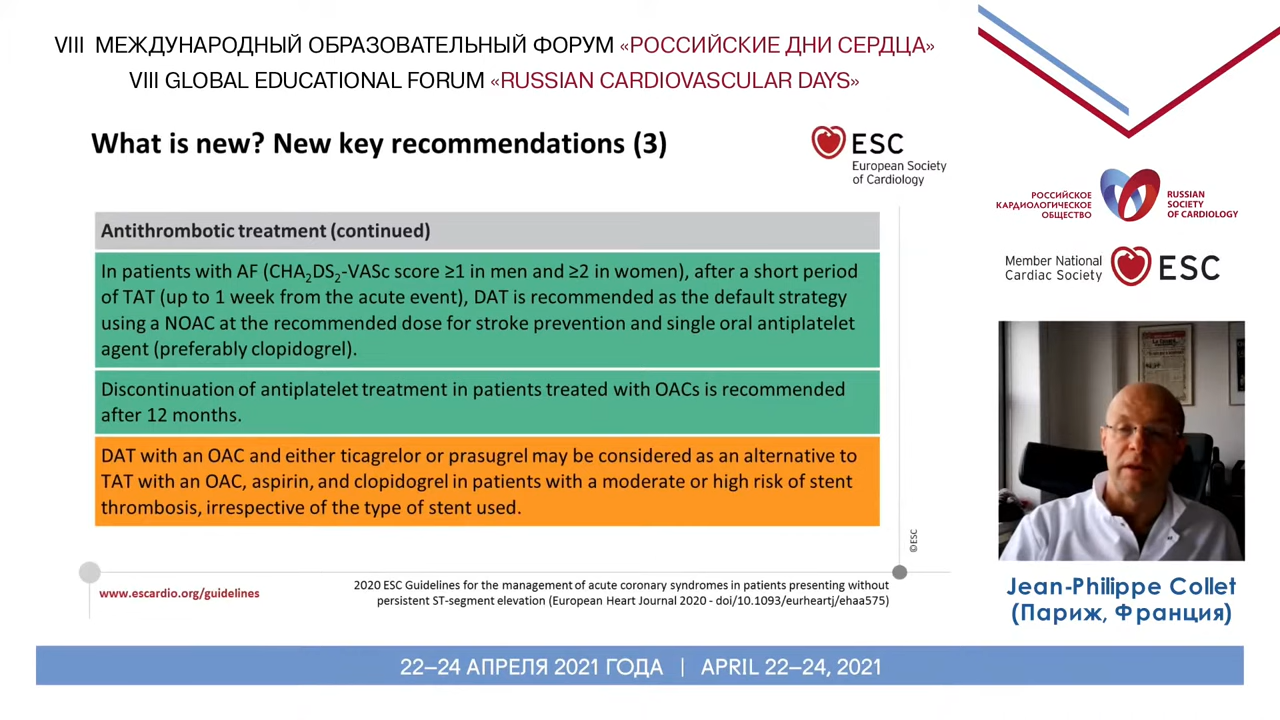 VIII МЕЖДУНАРОДНЫЙ ОБРАЗОВАТЕЛЬНЫЙ ФОРУМ «РОССИЙСКИЕ ДНИ СЕРДЦА»
VIII GLOBAL EDUCATIONAL FORUM «RUSSIAN CARDIOVASCULAR DAYS»
What is new? New key recommendations (3)
ESC
European Society
of Cardiology
Antithrombotic treatment (continued)
In patients with AF (CHA₂DS₂-VASc score ≥1 in men and ≥2 in women), after a short period
of TAT (up to 1 week from the acute event), DAT is recommended as the default strategy
using a NOAC at the recommended dose for stroke prevention and single oral antiplatelet
agent (preferably clopidogrel).
Discontinuation of antiplatelet treatment in patients treated with OACs is recommended
after 12 months.
DAT with an OAC and either ticagrelor or prasugrel may be considered as an alternative to
TAT with an OAC, aspirin, and clopidogrel in patients with a moderate or high risk of stent
thrombosis, irrespective of the type of stent used.
©ESC
www.escardio.org/guidelines
2020 ESC Guidelines for the management of acute coronary syndromes in patients presenting without
persistent ST-segment elevation (European Heart Journal 2020 - doi/10.1093/eurheartj/ehaa575)
РОССИЙСКОЕ
КАРДИОЛОГИЧЕСКОЕ
ОБЩЕСТВО
RUSSIAN
SOCIETY
OF CARDIOLOGY
Member National
Cardiac Society
ESC
Jean-Philippe Collet
(Париж, Франция)
22–24 АПРЕЛЯ 2021 ГОДА | APRIL 22–24, 2021